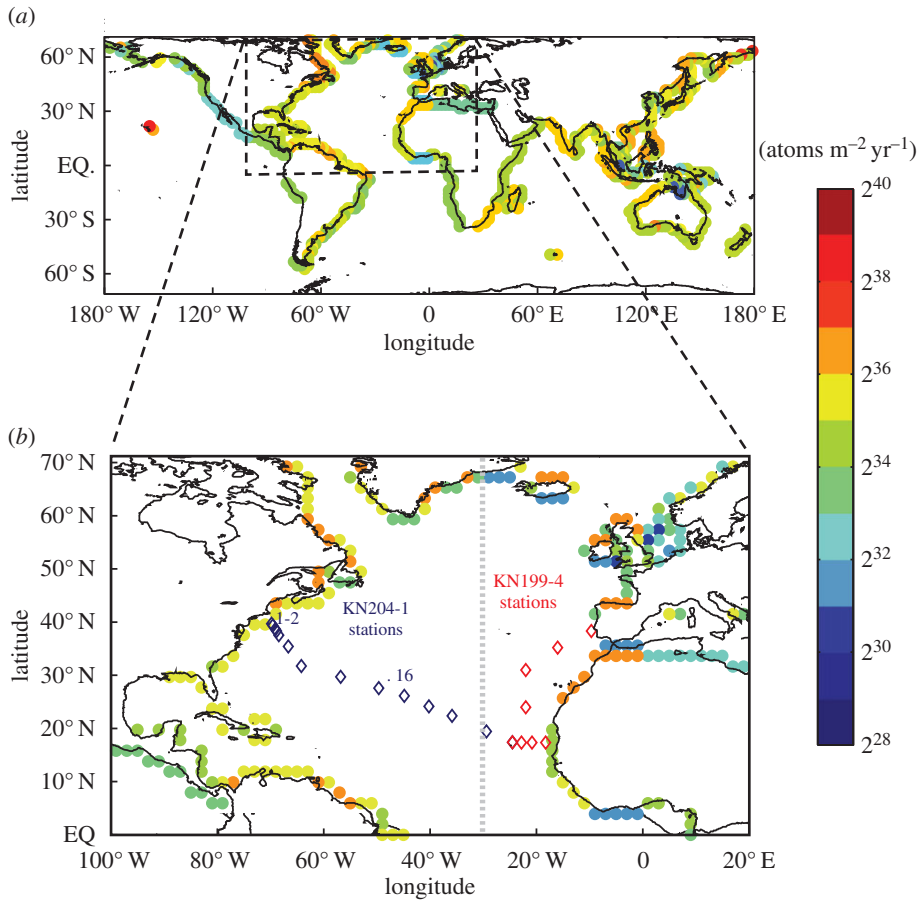 (a)
60° N
30° N
EQ.
30° S
60° S
latitude
180° W
120° W
60° W
0
60° E
120° E
180° E
longitude
(atoms m⁻² yr⁻¹)
2⁴⁰
2³⁸
2³⁶
2³⁴
2³²
2³⁰
2²⁸
(b)
70° N
60° N
50° N
40° N
30° N
20° N
10° N
EQ
latitude
1-2
KN204-1
stations
. 16
KN199-4
stations
100° W
80° W
60° W
40° W
20° W
0
20° E
longitude